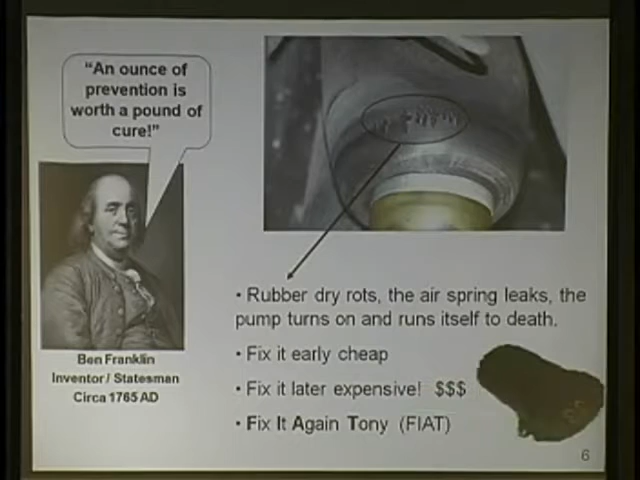 “An ounce of
prevention is
worth a pound of
cure!”
Ben Franklin
Inventor / Statesman
Circa 1765 AD
• Rubber dry rots, the air spring leaks, the
pump turns on and runs itself to death.
• Fix it early cheap
• Fix it later expensive! $$$
• Fix It Again Tony (FIAT)
6